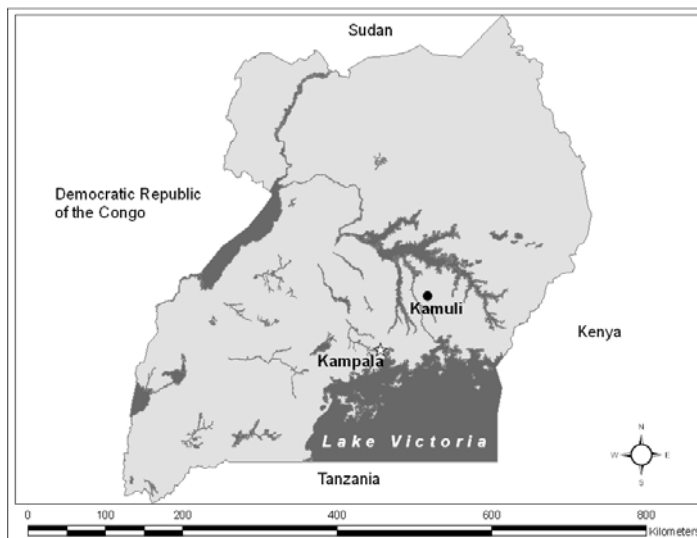 Sudan
Democratic Republic
of the Congo
Kamuli
Kenya
Kampala
Lake Victoria
Tanzania
N
W E
S
0 100 200 400 600 800
Kilometers